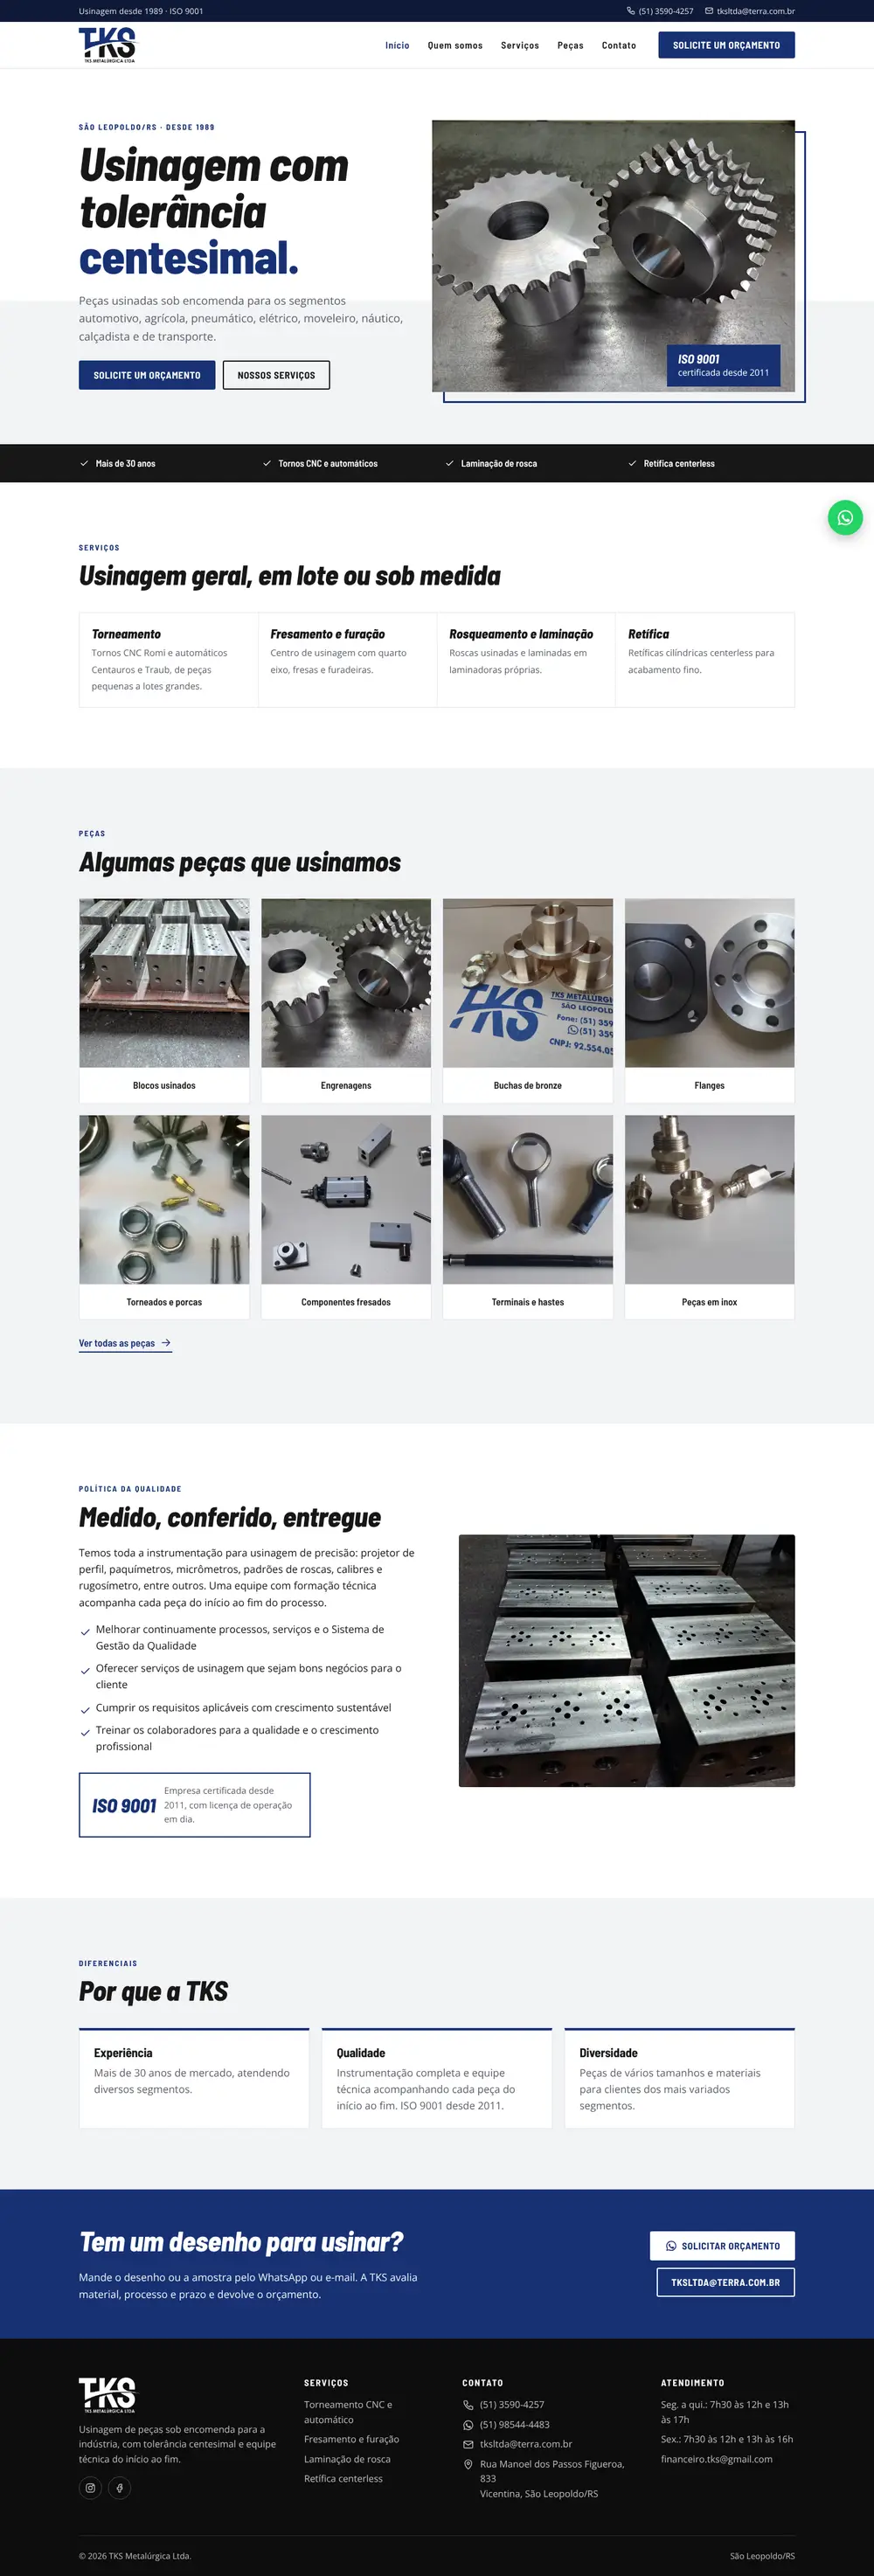 Usinagem desde 1989 · ISO 9001
(51) 3590-4257
tksltda@terra.com.br
TKS
TKS METALÚRGICA LTDA
Início
Quem somos
Serviços
Peças
Contato
SOLICITE UM ORÇAMENTO
SÃO LEOPOLDO/RS · DESDE 1989
Usinagem com
tolerância
centesimal.
Peças usinadas sob encomenda para os segmentos
automotivo, agrícola, pneumático, elétrico, moveleiro, náutico,
calçadista e de transporte.
SOLICITE UM ORÇAMENTO
NOSSOS SERVIÇOS
ISO 9001
certificada desde 2011
Mais de 30 anos
Tornos CNC e automáticos
Laminação de rosca
Retífica centerless
SERVIÇOS
Usinagem geral, em lote ou sob medida
Torneamento
Tornos CNC Romi e automáticos
Centauros e Traub, de peças
pequenas a lotes grandes.
Fresamento e furação
Centro de usinagem com quarto
eixo, fresas e furadeiras.
Rosqueamento e laminação
Roscas usinadas e laminadas em
laminadoras próprias.
Retífica
Retíficas cilíndricas centerless para
acabamento fino.
PEÇAS
Algumas peças que usinamos
TKS
TKS METALÚRGI
SÃO LEOPOLD
Fone: (51) 359
(51) 359
CNPJ: 92.554.05
Blocos usinados
Engrenagens
Buchas de bronze
Flanges
Torneados e porcas
Componentes fresados
Terminais e hastes
Peças em inox
Ver todas as peças
POLÍTICA DA QUALIDADE
Medido, conferido, entregue
Temos toda a instrumentação para usinagem de precisão: projetor de
perfil, paquímetros, micrômetros, padrões de roscas, calibres e
rugosímetro, entre outros. Uma equipe com formação técnica
acompanha cada peça do início ao fim do processo.
Melhorar continuamente processos, serviços e o Sistema de
Gestão da Qualidade
Oferecer serviços de usinagem que sejam bons negócios para o
cliente
Cumprir os requisitos aplicáveis com crescimento sustentável
Treinar os colaboradores para a qualidade e o crescimento
profissional
ISO 9001
Empresa certificada desde
2011, com licença de operação
em dia.
DIFERENCIAIS
Por que a TKS
Experiência
Mais de 30 anos de mercado, atendendo
diversos segmentos.
Qualidade
Instrumentação completa e equipe
técnica acompanhando cada peça do
início ao fim. ISO 9001 desde 2011.
Diversidade
Peças de vários tamanhos e materiais
para clientes dos mais variados
segmentos.
Tem um desenho para usinar?
Mande o desenho ou a amostra pelo WhatsApp ou e-mail. A TKS avalia
material, processo e prazo e devolve o orçamento.
SOLICITAR ORÇAMENTO
TKSLTDA@TERRA.COM.BR
TKS
TKS METALÚRGICA LTDA
Usinagem de peças sob encomenda para a
indústria, com tolerância centesimal e equipe
técnica do início ao fim.
SERVIÇOS
Torneamento CNC e
automático
Fresamento e furação
Laminação de rosca
Retífica centerless
CONTATO
(51) 3590-4257
(51) 98544-4483
tksltda@terra.com.br
Rua Manoel dos Passos Figueroa,
833
Vicentina, São Leopoldo/RS
ATENDIMENTO
Seg. a qui.: 7h30 às 12h e 13h
às 17h
Sex.: 7h30 às 12h e 13h às 16h
financeiro.tks@gmail.com
© 2026 TKS Metalúrgica Ltda.
São Leopoldo/RS